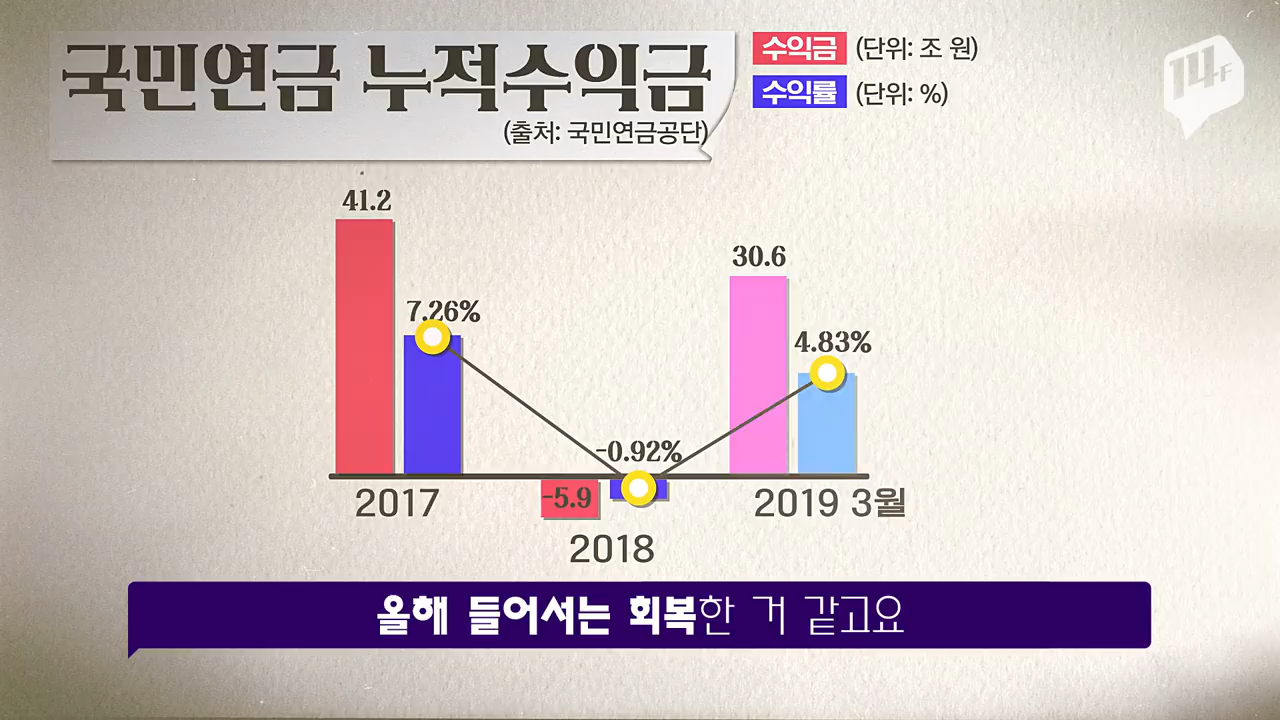 국민연금 누적수익금
(출처: 국민연금공단)
수익금 (단위: 조 원)
수익률 (단위: %)
14F
41.2
7.26%
-0.92%
-5.9
30.6
4.83%
2017
2018
2019 3월
올해 들어서는 회복한 거 같고요